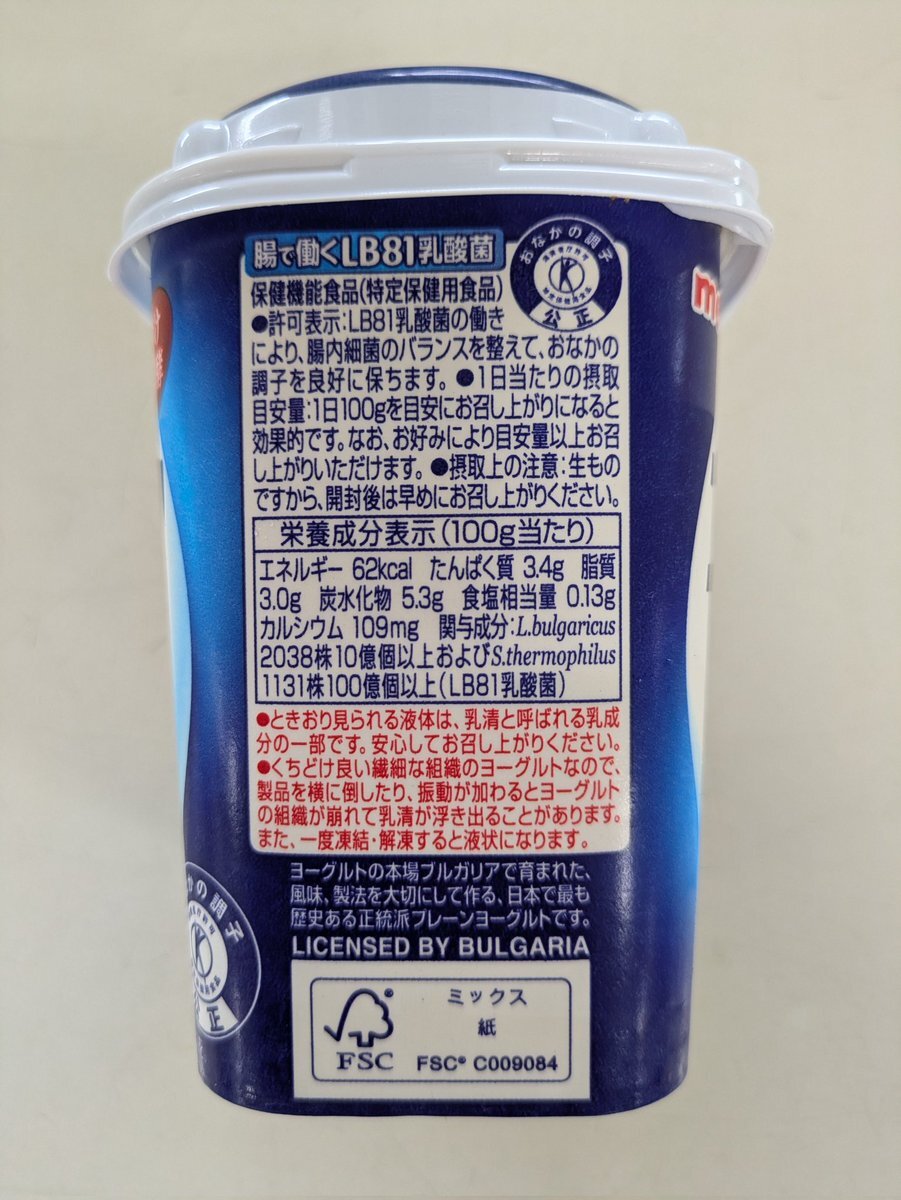 腸で働くLB81乳酸菌
おなかの調子
消費者庁許可
K
特定保健用食品
公正
保健機能食品(特定保健用食品)
●許可表示:LB81乳酸菌の働き
により、腸内細菌のバランスを整えて、おなかの
調子を良好に保ちます。●1日当たりの摂取
目安量:1日100gを目安にお召し上がりになると
効果的です。なお、お好みにより目安量以上お召
し上がりいただけます。●摂取上の注意:生もの
ですから、開封後は早めにお召し上がりください。
栄養成分表示(100g当たり)
エネルギー 62kcal たんぱく質 3.4g 脂質
3.0g 炭水化物 5.3g 食塩相当量 0.13g
カルシウム 109mg 関与成分:L.bulgaricus
2038株10億個以上およびS.thermophilus
1131株100億個以上(LB81乳酸菌)
●ときおり見られる液体は、乳清と呼ばれる乳成
分の一部です。安心してお召し上がりください。
●くちどけ良い繊細な組織のヨーグルトなので、
製品を横に倒したり、振動が加わるとヨーグルト
の組織が崩れて乳清が浮き出ることがあります。
また、一度凍結・解凍すると液状になります。
ヨーグルトの本場ブルガリアで育まれた、
風味、製法を大切にして作る、日本で最も
歴史ある正統派プレーンヨーグルトです。
LICENSED BY BULGARIA
FSC
ミックス
紙
FSC® C009084
かの調子
K
正
m